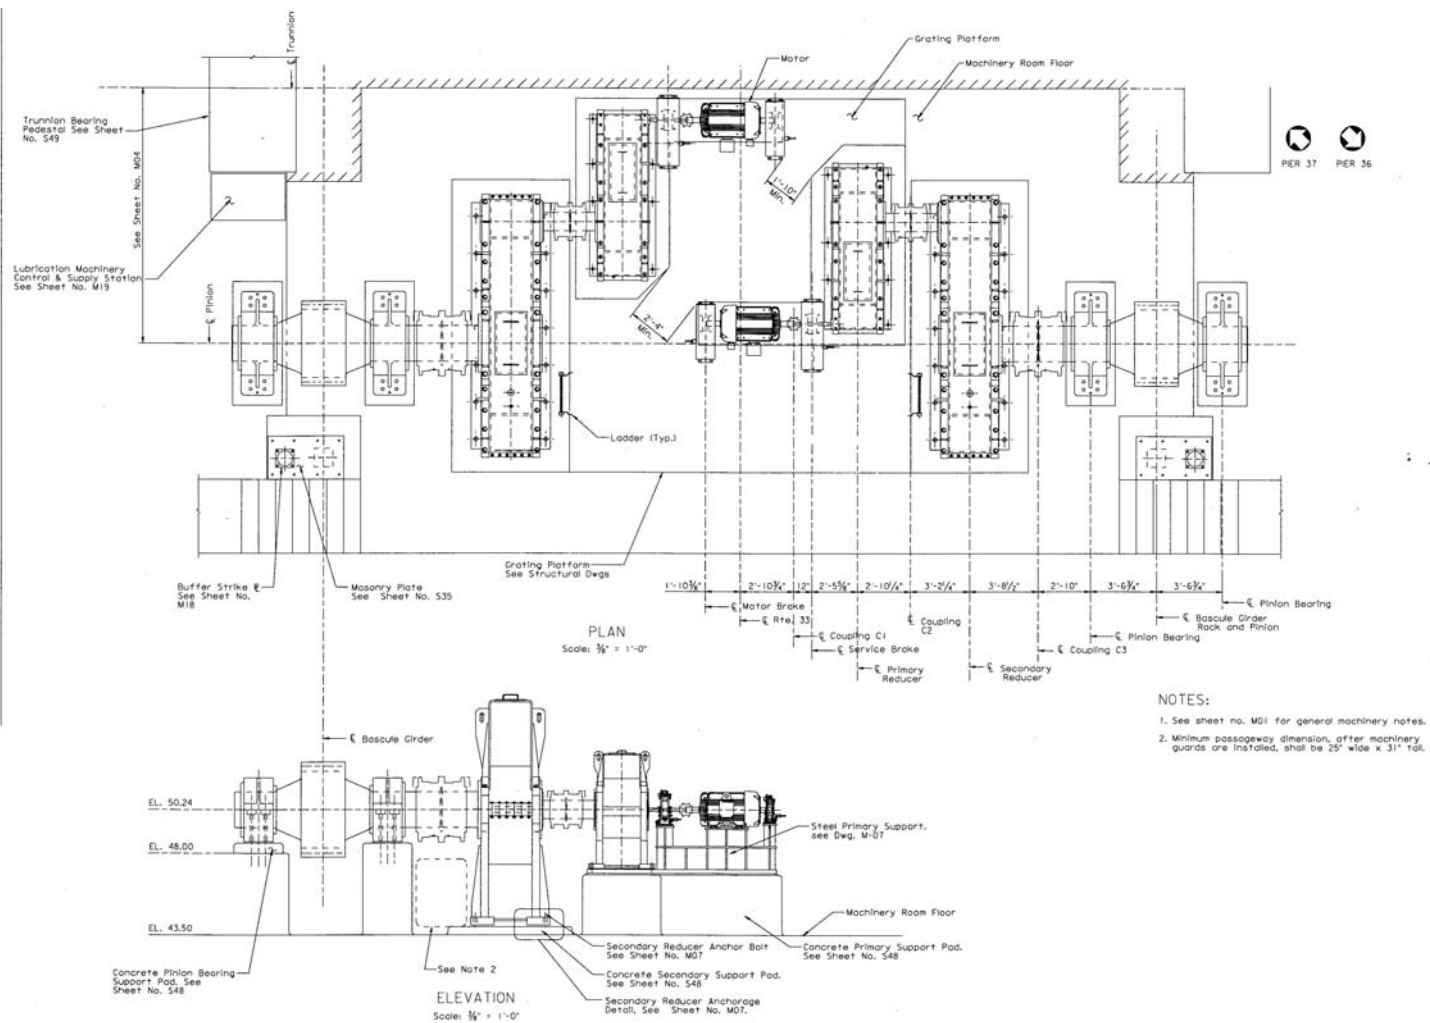 ℄ Trunnion
Grating Platform
Motor
Machinery Room Floor
Trunnion Bearing
Pedestal See Sheet
No. S49
See Sheet No. M04
PIER 37
PIER 36
1'-10"
Min.
Lubrication Machinery
Control & Supply Station
See Sheet No. M19
℄ Pinion
2'-4"
Min.
Ladder (Typ.)
Buffer Strike ℄
See Sheet No.
M18
Masonry Plate
See Sheet No. S35
Grating Platform
See Structural Dwgs
1'-10⅜"
2'-10¾"
12"
2'-5⅝"
2'-10¼"
3'-2¼"
3'-8½"
2'-10"
3'-6¾"
3'-6¾"
℄ Motor Brake
℄ Rte. 33
℄ Coupling C1
℄ Service Brake
℄ Primary
Reducer
℄ Coupling
C2
℄ Secondary
Reducer
℄ Coupling C3
℄ Pinion Bearing
℄ Bascule Girder
Rack and Pinion
℄ Pinion Bearing
PLAN
Scale: ⅜" = 1'-0"
NOTES:
1. See sheet no. M01 for general machinery notes.
2. Minimum passageway dimension, after machinery
guards are installed, shall be 25" wide x 31" tall.
℄ Bascule Girder
EL. 50.24
EL. 48.00
EL. 43.50
Steel Primary Support.
see Dwg. M-07
Machinery Room Floor
Concrete Primary Support Pad.
See Sheet No. S48
Secondary Reducer Anchor Bolt
See Sheet No. M07
Concrete Secondary Support Pad.
See Sheet No. S48
Secondary Reducer Anchorage
Detail, See Sheet No. M07.
See Note 2
Concrete Pinion Bearing
Support Pad. See
Sheet No. S48
ELEVATION
Scale: ⅜" = 1'-0"